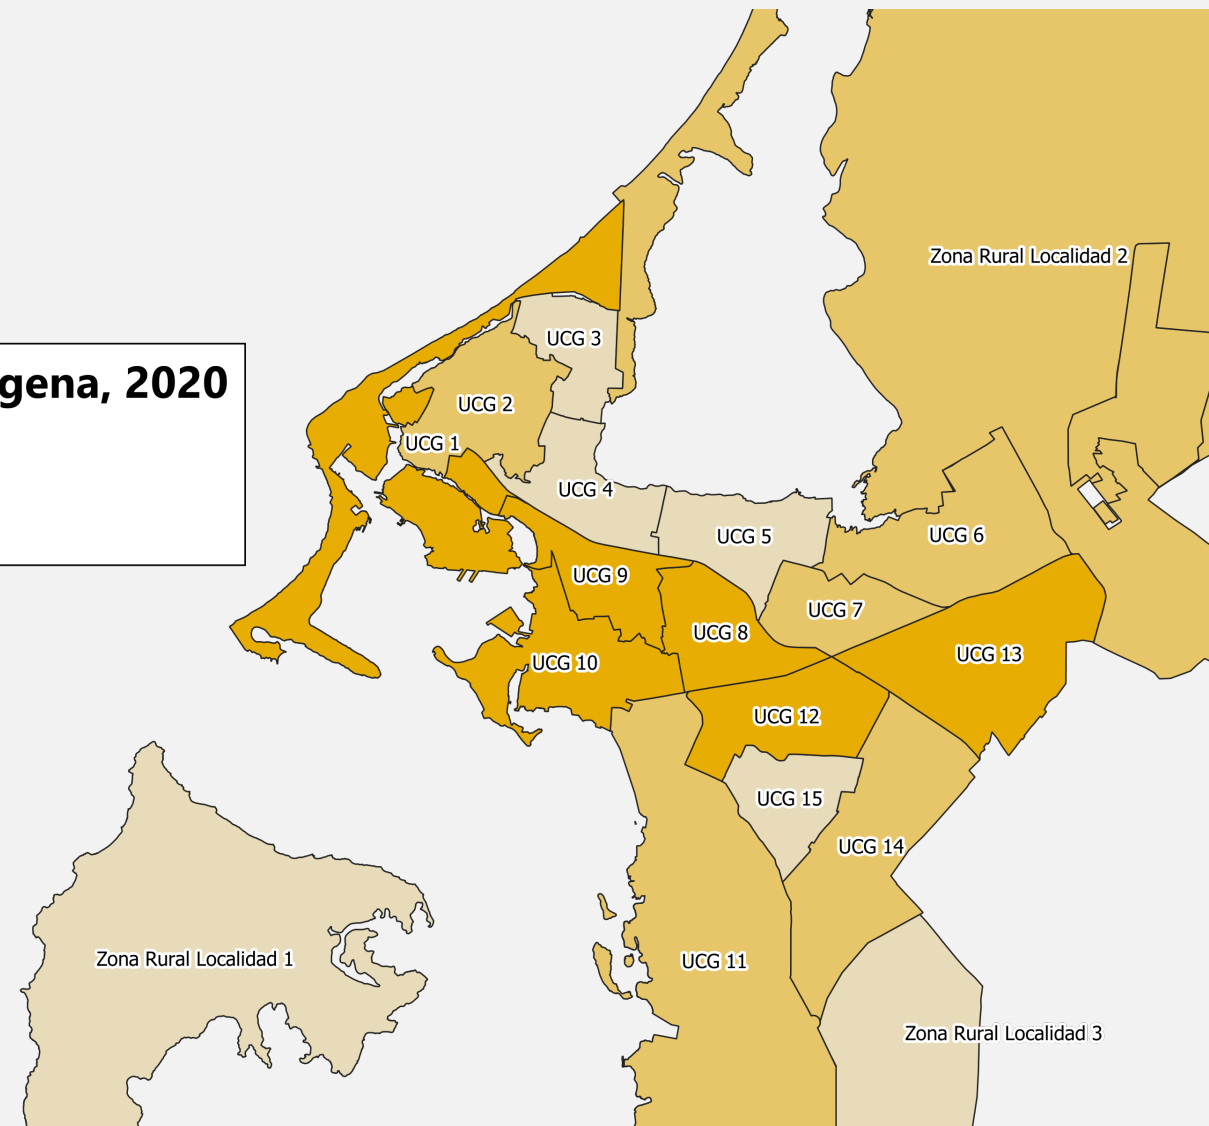 Zona Rural Localidad 2
UCG 3
gena, 2020
UCG 2
UCG 1
UCG 4
UCG 5
UCG 6
UCG 9
UCG 7
UCG 8
UCG 13
UCG 10
UCG 12
UCG 15
UCG 14
Zona Rural Localidad 1
UCG 11
Zona Rural Localidad 3